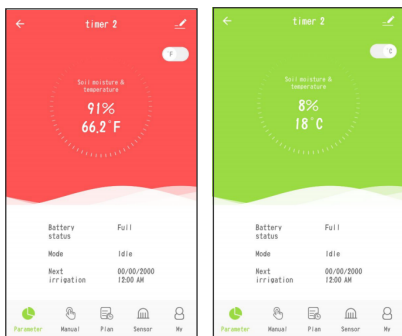 timer 2
°F
Soil moisture &
temperature
91%
66.2°F
Battery
status
Full
Mode
Idle
Next
irrigation
00/00/2000
12:00 AM
Parameter
Manual
Plan
Sensor
My
timer 2
°C
Soil moisture &
temperature
8%
18°C
Battery
status
Full
Mode
Idle
Next
irrigation
00/00/2000
12:00 AM
Parameter
Manual
Plan
Sensor
My